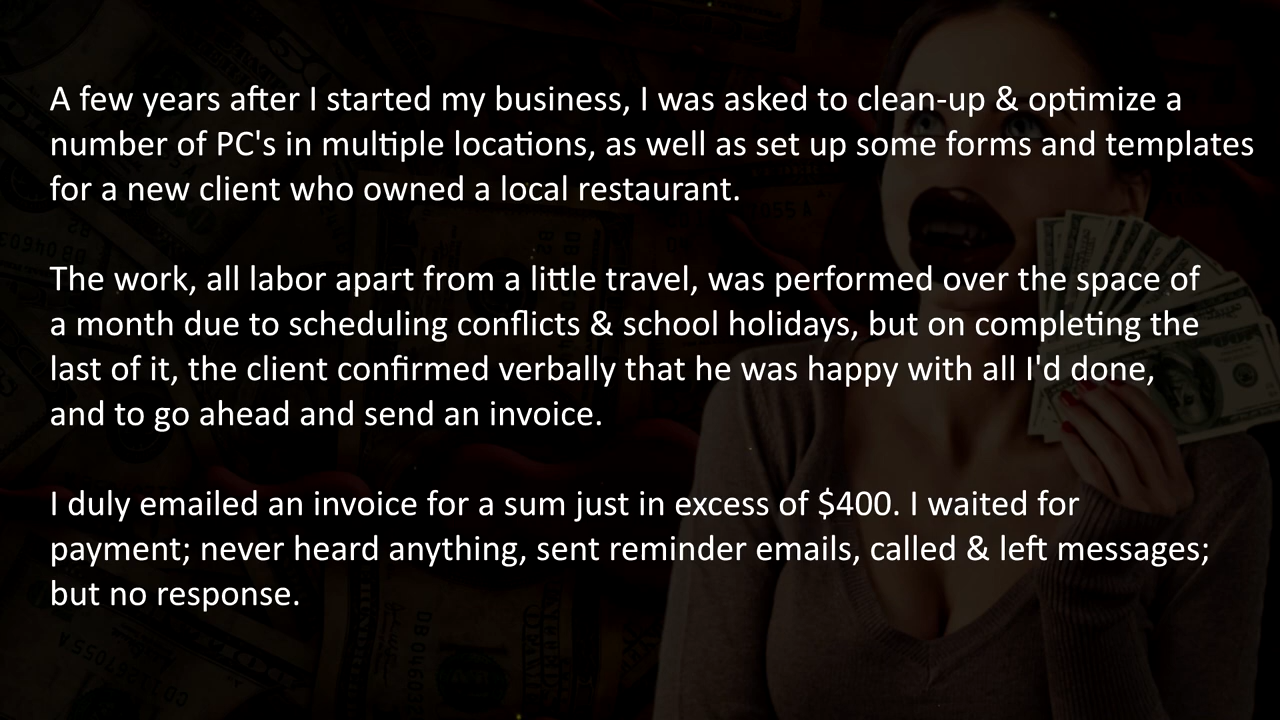 A few years after I started my business, I was asked to clean-up & optimize a
number of PC's in multiple locations, as well as set up some forms and templates
for a new client who owned a local restaurant.
The work, all labor apart from a little travel, was performed over the space of
a month due to scheduling conflicts & school holidays, but on completing the
last of it, the client confirmed verbally that he was happy with all I'd done,
and to go ahead and send an invoice.
I duly emailed an invoice for a sum just in excess of $400. I waited for
payment; never heard anything, sent reminder emails, called & left messages;
but no response.